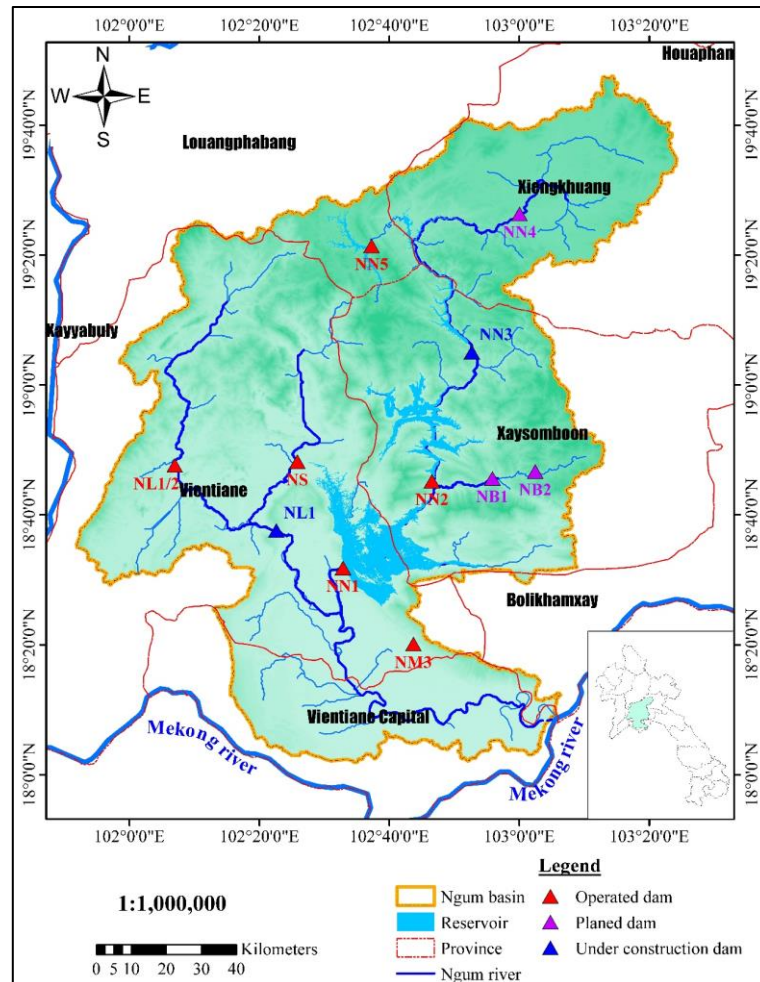 102°0'0"E 102°20'0"E 102°40'0"E 103°0'0"E 103°20'0"E
Houaphan
N
W E
S
19°40'0"N
19°40'0"N
Louangphabang
Xiengkhuang
NN4
19°20'0"N
NN5
19°20'0"N
Xayyabuly
NN3
19°0'0"N
19°0'0"N
Xaysomboon
NL1/2
Vientiane
NS
NN2
NB1
NB2
18°40'0"N
NL1
18°40'0"N
NN1
Bolikhamxay
18°20'0"N
NM3
18°20'0"N
Vientiane Capital
Mekong river
Mekong river
18°0'0"N
18°0'0"N
102°0'0"E 102°20'0"E 102°40'0"E 103°0'0"E 103°20'0"E
Legend
1:1,000,000
Ngum basin
Operated dam
Reservoir
Planed dam
Province
Under construction dam
Ngum river
Kilometers
0 5 10 20 30 40